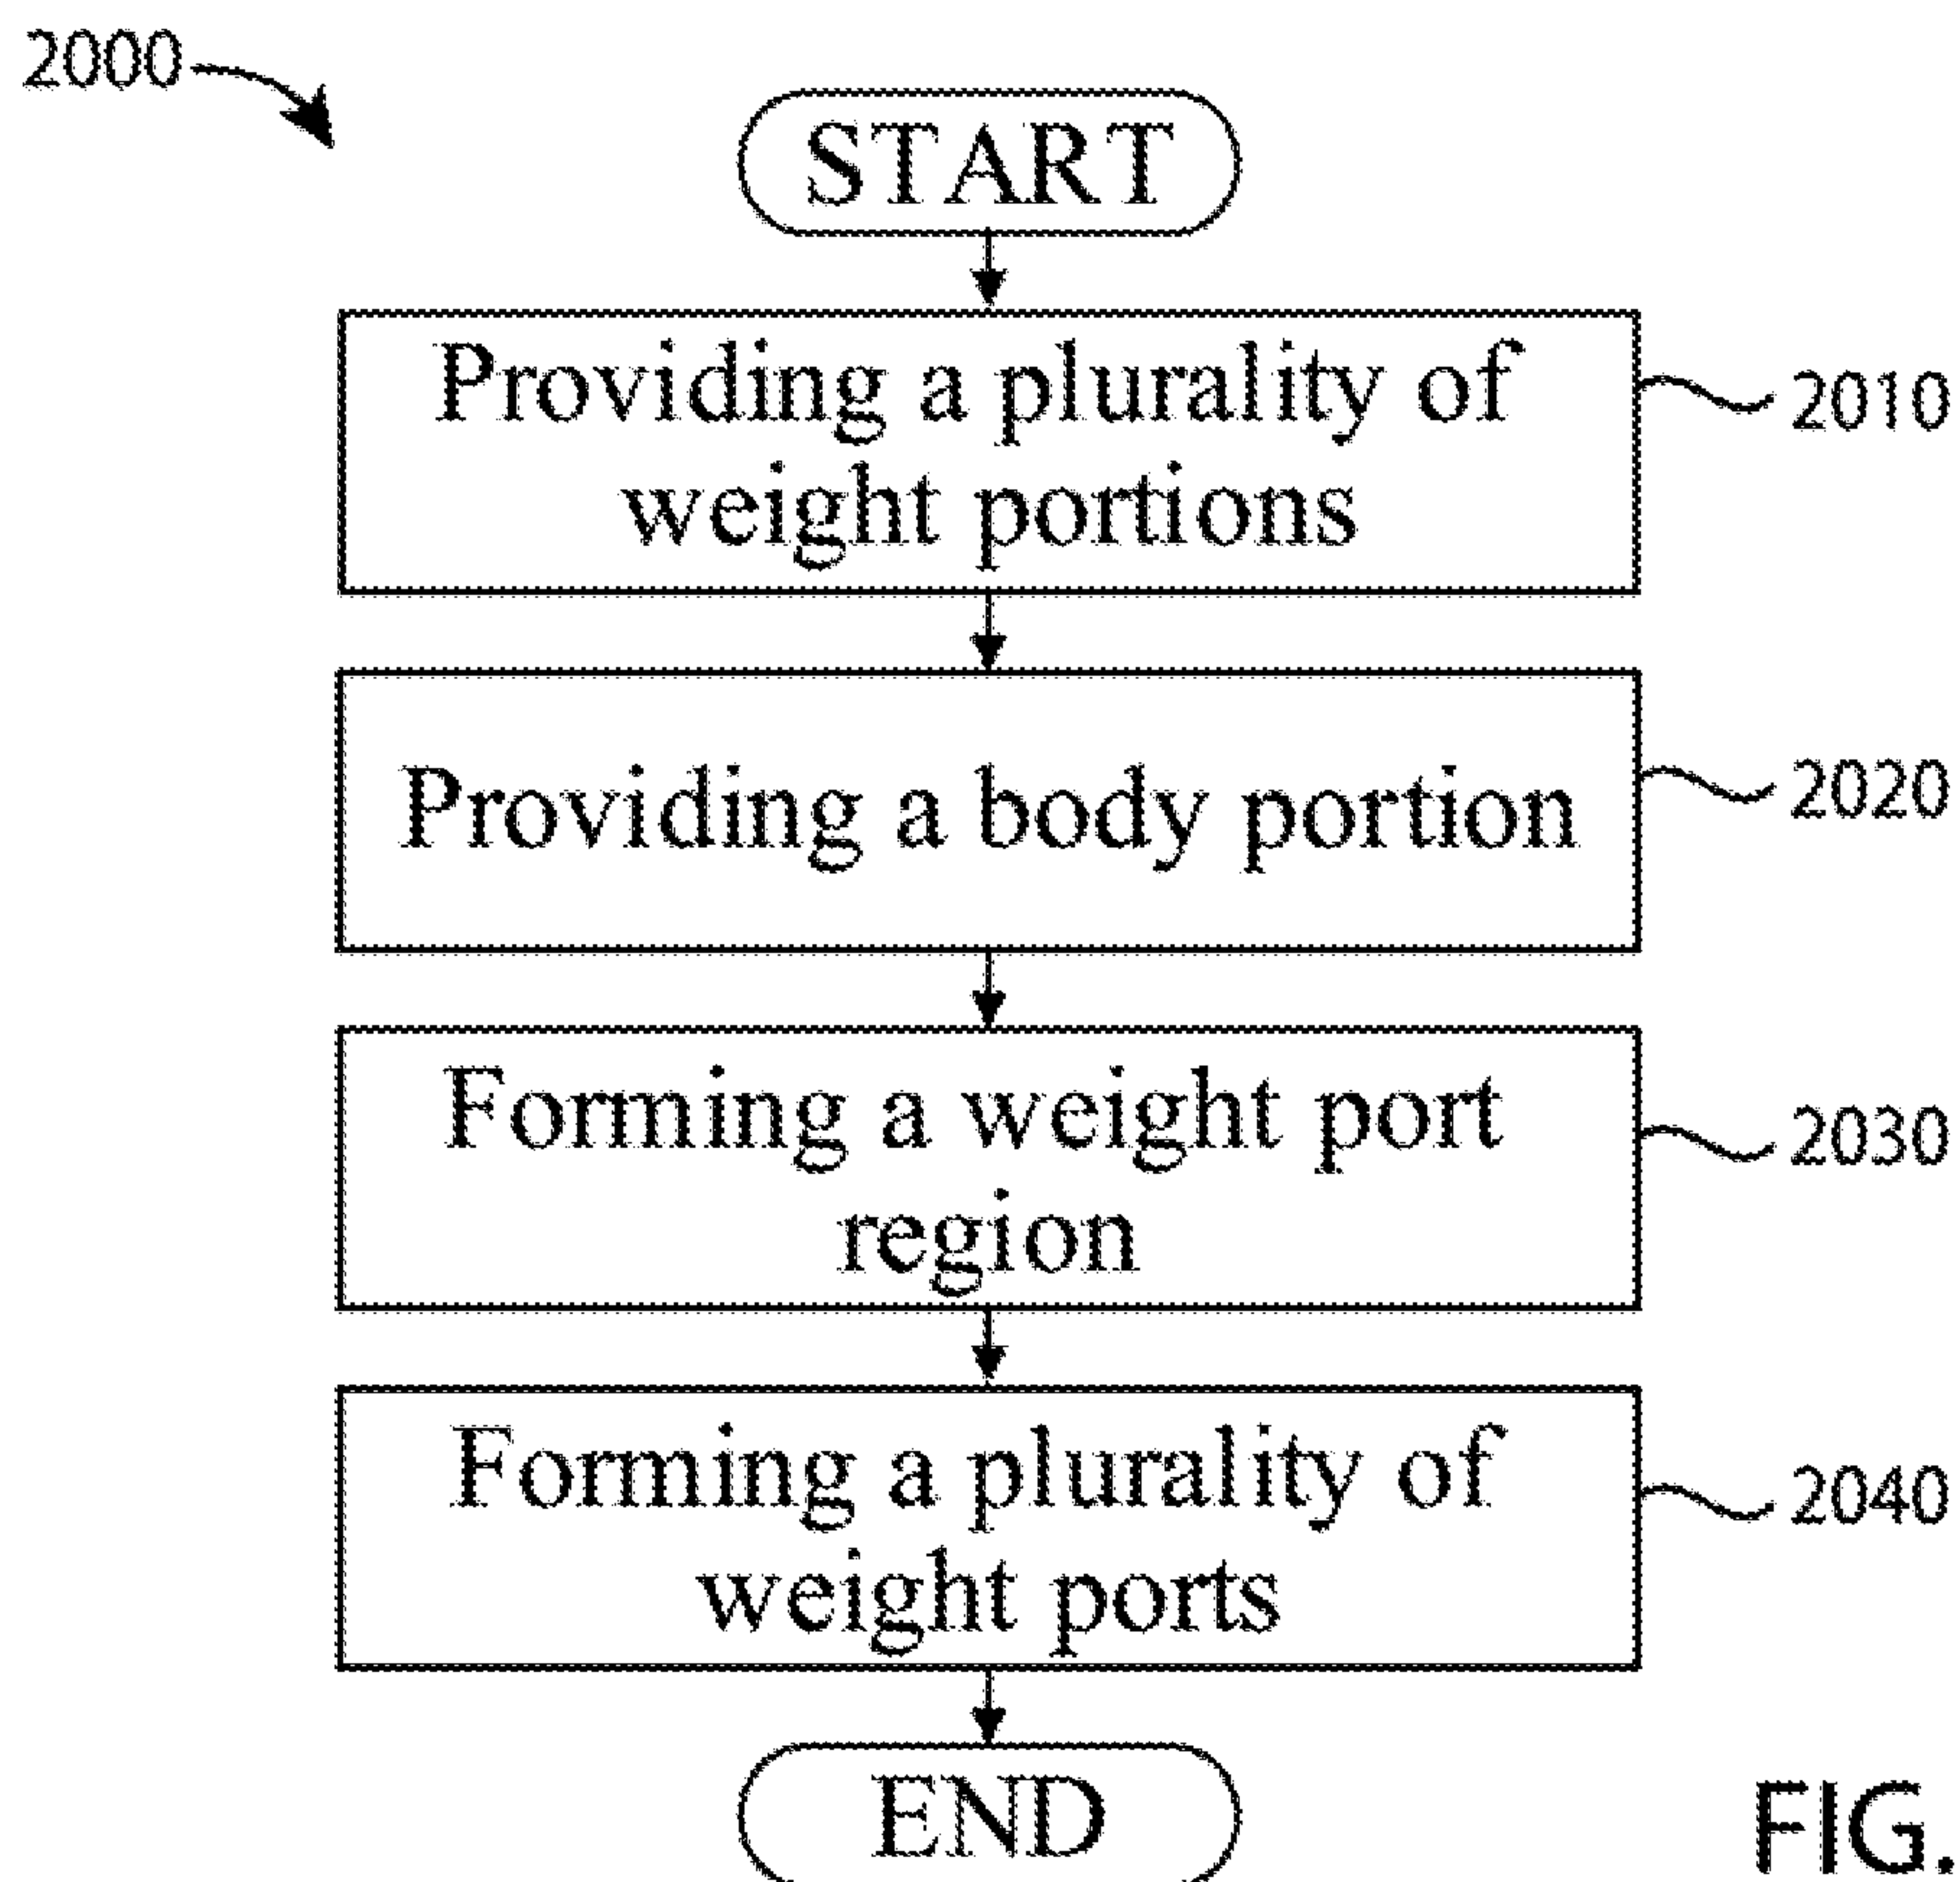 2000
START
Providing a plurality of
weight portions
2010
Providing a body portion
2020
Forming a weight port
region
2030
Forming a plurality of
weight ports
2040
END
FIG.